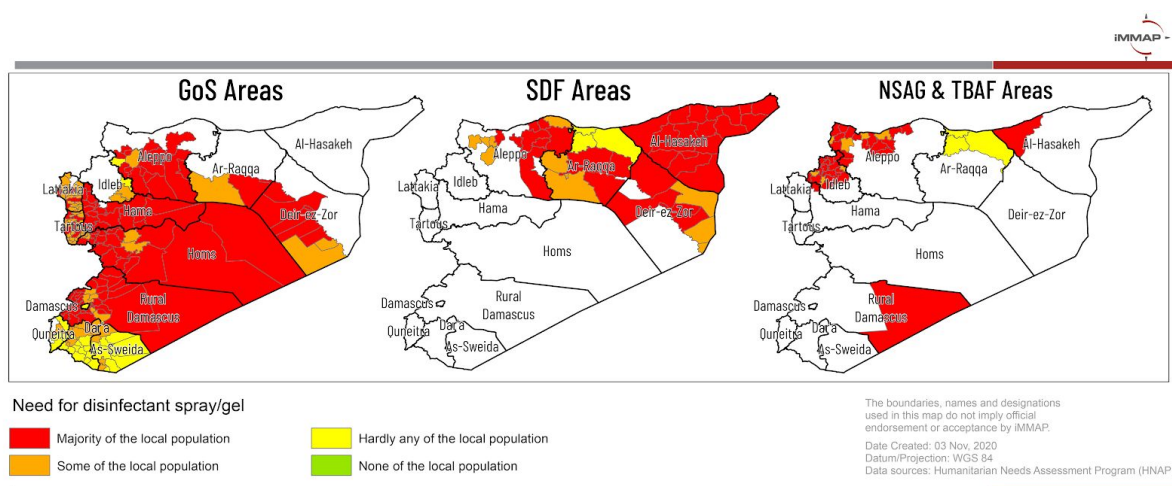 iMMAP
GoS Areas
SDF Areas
NSAG & TBAF Areas
Aleppo
Al-Hasakeh
Ar-Raqqa
Idleb
Lattakia
Hama
Tartous
Deir-ez-Zor
Homs
Damascus
Rural
Damascus
Quneitra
Dar'a
As-Sweida
Aleppo
Al-Hasakeh
Ar-Raqqa
Idleb
Lattakia
Hama
Tartous
Deir-ez-Zor
Homs
Damascus
Rural
Damascus
Quneitra
Dar'a
As-Sweida
Aleppo
Al-Hasakeh
Ar-Raqqa
Idleb
Lattakia
Hama
Tartous
Deir-ez-Zor
Homs
Damascus
Rural
Damascus
Quneitra
Dar'a
As-Sweida
Need for disinfectant spray/gel
Majority of the local population
Hardly any of the local population
Some of the local population
None of the local population
The boundaries, names and designations
used in this map do not imply official
endorsement or acceptance by iMMAP.
Date Created: 03 Nov, 2020
Datum/Projection: WGS 84
Data sources: Humanitarian Needs Assessment Program (HNAP